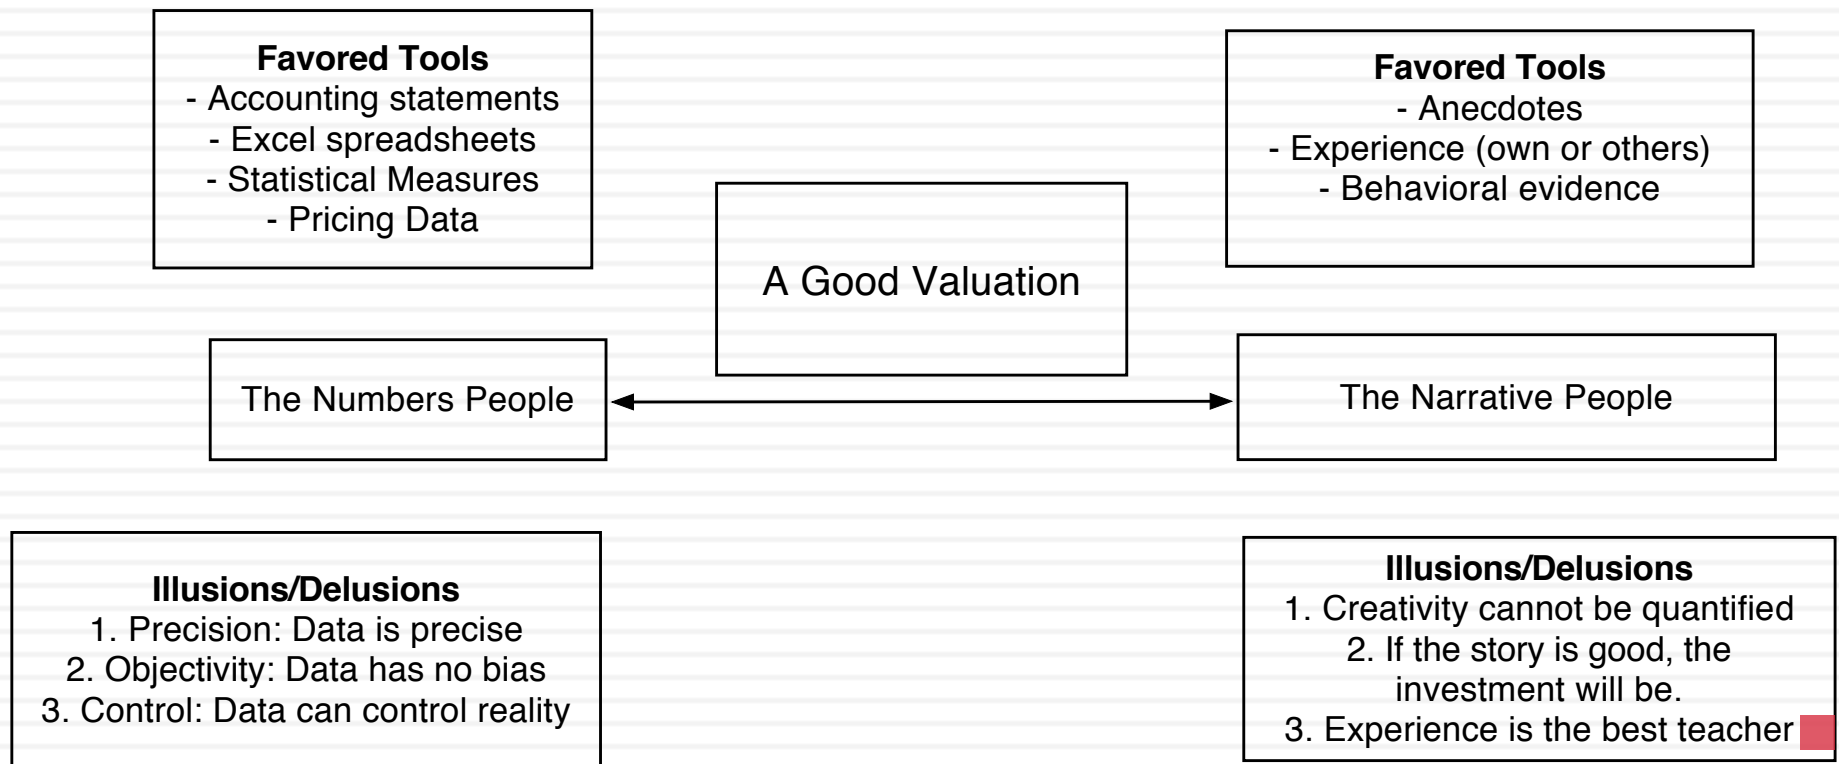 Favored Tools
- Accounting statements
- Excel spreadsheets
- Statistical Measures
- Pricing Data
Favored Tools
- Anecdotes
- Experience (own or others)
- Behavioral evidence
A Good Valuation
The Numbers People
The Narrative People
Illusions/Delusions
1. Precision: Data is precise
2. Objectivity: Data has no bias
3. Control: Data can control reality
Illusions/Delusions
1. Creativity cannot be quantified
2. If the story is good, the
investment will be.
3. Experience is the best teacher